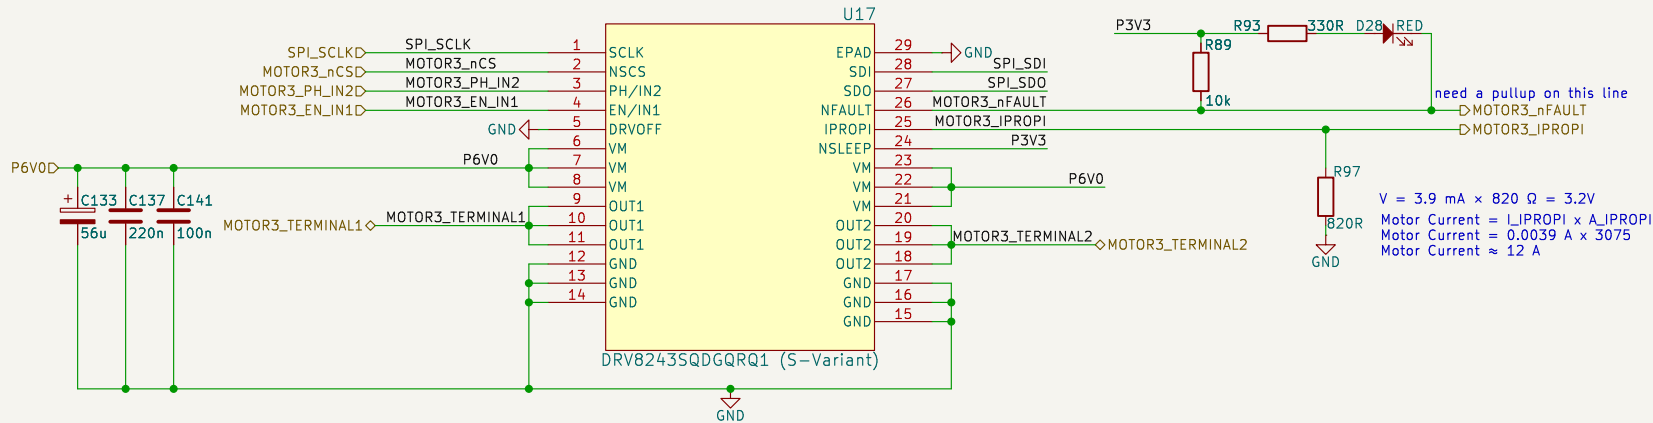 U17
P3V3
R93
330R
D28
RED
SPI_SCLK
SPI_SCLK
1
SCLK
EPAD
29
GND
R89
MOTOR3_nCS
MOTOR3_nCS
2
NSCS
SDI
28
SPI_SDI
MOTOR3_PH_IN2
MOTOR3_PH_IN2
3
PH/IN2
SDO
27
SPI_SDO
10k
need a pullup on this line
MOTOR3_EN_IN1
MOTOR3_EN_IN1
4
EN/IN1
NFAULT
26
MOTOR3_nFAULT
MOTOR3_nFAULT
GND
5
DRVOFF
IPROPI
25
MOTOR3_IPROPI
MOTOR3_IPROPI
6
VM
NSLEEP
24
P3V3
P6V0
P6V0
7
VM
VM
23
R97
8
VM
VM
22
P6V0
+
C133
C137
C141
9
OUT1
VM
21
V = 3.9 mA × 820 Ω = 3.2V
MOTOR3_TERMINAL1
MOTOR3_TERMINAL1
10
OUT1
OUT2
20
820R
Motor Current = I_IPROPI x A_IPROPI
56u
220n
100n
11
OUT1
OUT2
19
MOTOR3_TERMINAL2
MOTOR3_TERMINAL2
Motor Current = 0.0039 A x 3075
12
GND
OUT2
18
GND
Motor Current ≈ 12 A
13
GND
GND
17
14
GND
GND
16
GND
15
DRV8243SQDGQRQ1 (S-Variant)
GND